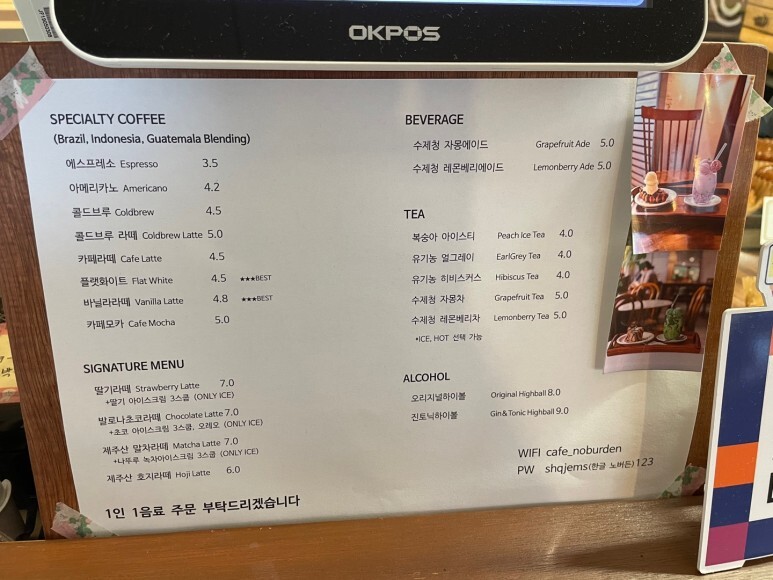 OKPOS
SPECIALTY COFFEE
(Brazil, Indonesia, Guatemala Blending)
에스프레소 Espresso 3.5
아메리카노 Americano 4.2
콜드브루 Coldbrew 4.5
콜드브루 라떼 Coldbrew Latte 5.0
카페라떼 Cafe Latte 4.5
플랫화이트 Flat White 4.5 ★★★BEST
바닐라라떼 Vanilla Latte 4.8 ★★★BEST
카페모카 Cafe Mocha 5.0
SIGNATURE MENU
딸기라떼 Strawberry Latte 7.0
+딸기 아이스크림 3스쿱 (ONLY ICE)
발로나초코라떼 Chocolate Latte 7.0
+초코 아이스크림 3스쿱, 오레오 (ONLY ICE)
제주산 말차라떼 Matcha Latte 7.0
+나뚜루 녹차아이스크림 3스쿱 (ONLY ICE)
제주산 호지라떼 Hoji Latte 6.0
1인 1음료 주문 부탁드리겠습니다
BEVERAGE
수제청 자몽에이드 Grapefruit Ade 5.0
수제청 레몬베리에이드 Lemonberry Ade 5.0
TEA
복숭아 아이스티 Peach Ice Tea 4.0
유기농 얼그레이 EarlGrey Tea 4.0
유기농 히비스커스 Hibiscus Tea 4.0
수제청 자몽차 Grapefruit Tea 5.0
수제청 레몬베리차 Lemonberry Tea 5.0
*ICE, HOT 선택 가능
ALCOHOL
오리지널하이볼 Original Highball 8.0
진토닉하이볼 Gin&Tonic Highball 9.0
WIFI cafe_noburden
PW shqjems(한글 노버든)123